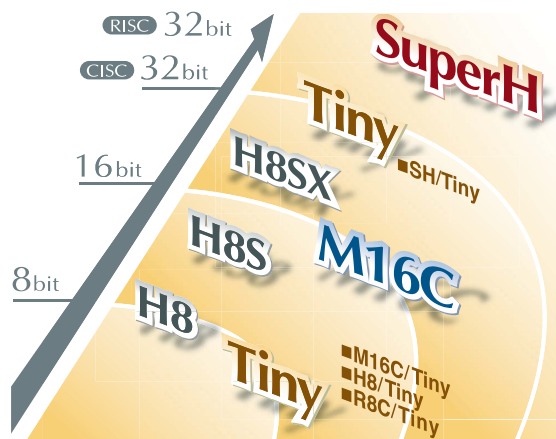 RISC 32bit
SuperH
CISC 32bit
Tiny
■SH/Tiny
H8SX
16bit
H8S
M16C
8bit
H8
Tiny
■M16C/Tiny
■H8/Tiny
■R8C/Tiny